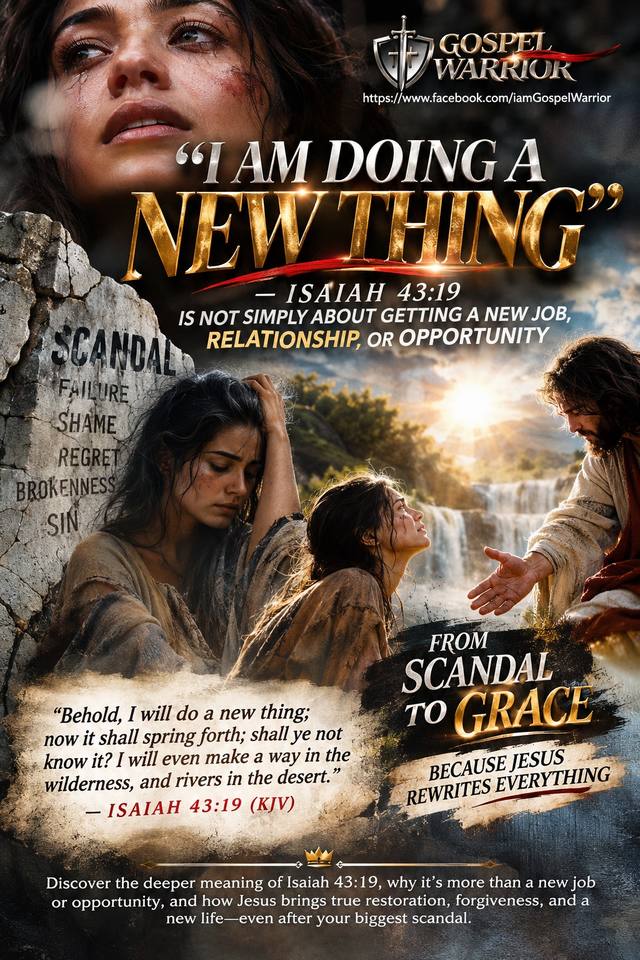 GOSPEL
WARRIOR
https://www.facebook.com/iamGospelWarrior
“I AM DOING A
NEW THING”
— ISAIAH 43:19
IS NOT SIMPLY ABOUT GETTING A NEW JOB,
RELATIONSHIP, OR OPPORTUNITY
SCANDAL
FAILURE
SHAME
REGRET
BROKENNESS
SIN
FROM
SCANDAL
TO GRACE
BECAUSE JESUS
REWRITES EVERYTHING
“Behold, I will do a new thing;
now it shall spring forth; shall ye not
know it? I will even make a way in the
wilderness, and rivers in the desert.”
— ISAIAH 43:19 (KJV)
Discover the deeper meaning of Isaiah 43:19, why it’s more than a new job
or opportunity, and how Jesus brings true restoration, forgiveness, and a
new life—even after your biggest scandal.